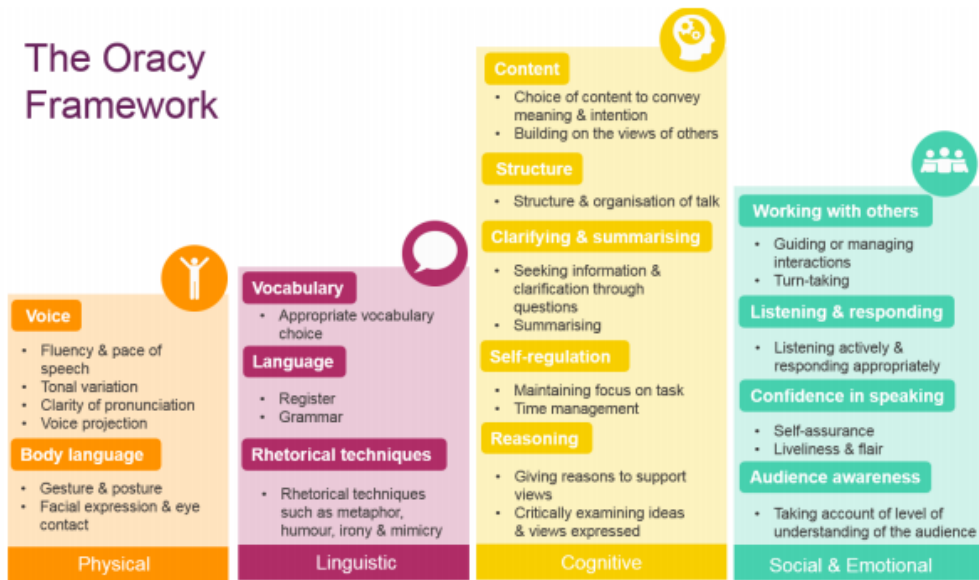 The Oracy
Framework
Voice
• Fluency & pace of
speech
• Tonal variation
• Clarity of pronunciation
• Voice projection
Body language
• Gesture & posture
• Facial expression & eye
contact
Physical
Vocabulary
• Appropriate vocabulary
choice
Language
• Register
• Grammar
Rhetorical techniques
• Rhetorical techniques
such as metaphor,
humour, irony & mimicry
Linguistic
Content
• Choice of content to convey
meaning & intention
• Building on the views of others
Structure
• Structure & organisation of talk
Clarifying & summarising
• Seeking information &
clarification through
questions
• Summarising
Self-regulation
• Maintaining focus on task
• Time management
Reasoning
• Giving reasons to support
views
• Critically examining ideas
& views expressed
Cognitive
Working with others
• Guiding or managing
interactions
• Turn-taking
Listening & responding
• Listening actively &
responding appropriately
Confidence in speaking
• Self-assurance
• Liveliness & flair
Audience awareness
• Taking account of level of
understanding of the audience
Social & Emotional